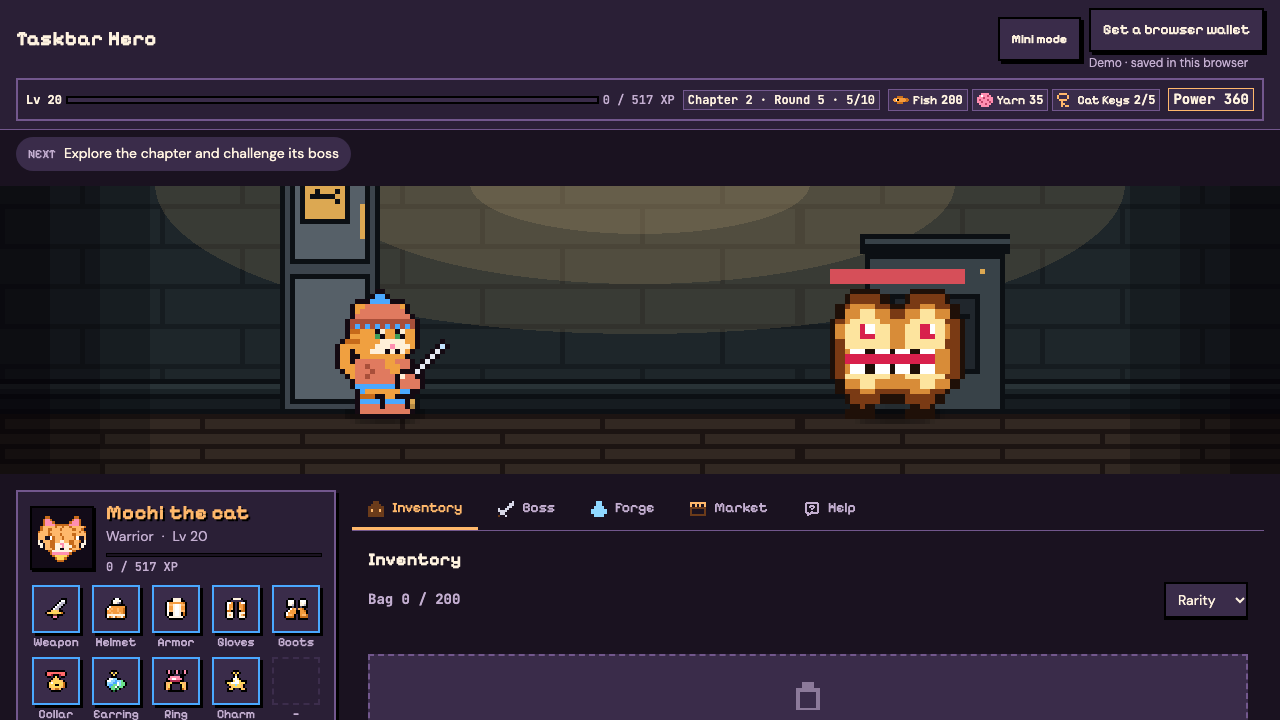 Taskbar Hero
Mini mode
Get a browser wallet
Demo · saved in this browser
Lv 20
0 / 517 XP
Chapter 2 · Round 5 · 5/10
Fish 200
Yarn 35
Oat Keys 2/5
Power 360
NEXT Explore the chapter and challenge its boss
Mochi the cat
Warrior · Lv 20
0 / 517 XP
Weapon
Helmet
Armor
Gloves
Boots
Collar
Earring
Ring
Charm
–
Inventory
Boss
Forge
Market
Help
Inventory
Bag 0 / 200
Rarity